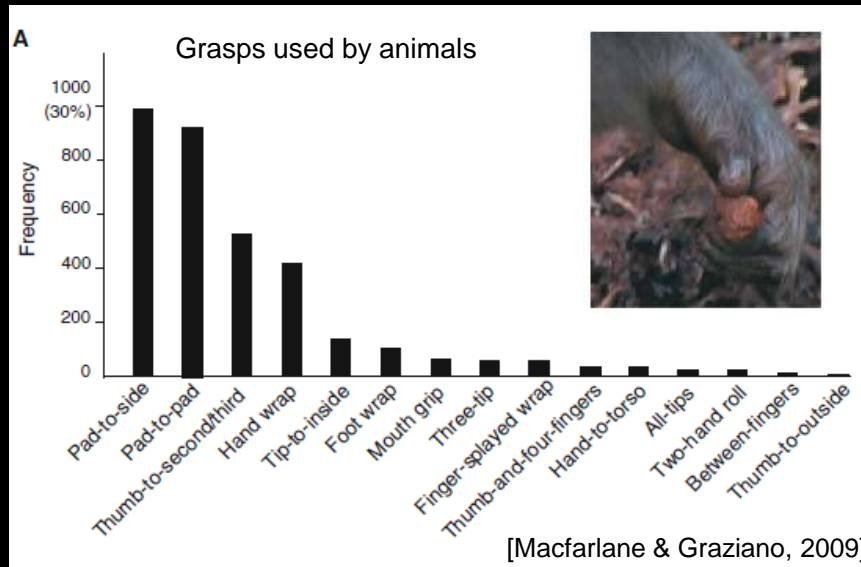 A
Grasps used by animals
1000
(30%)
800
600
400
200
0
Frequency
Pad-to-side
Pad-to-pad
Thumb-to-second/third
Hand wrap
Tip-to-inside
Foot wrap
Mouth grip
Three-tip
Finger-splayed wrap
Thumb-and-four-fingers
Hand-to-torso
All-tips
Two-hand roll
Between-fingers
Thumb-to-outside
[Macfarlane & Graziano, 2009]